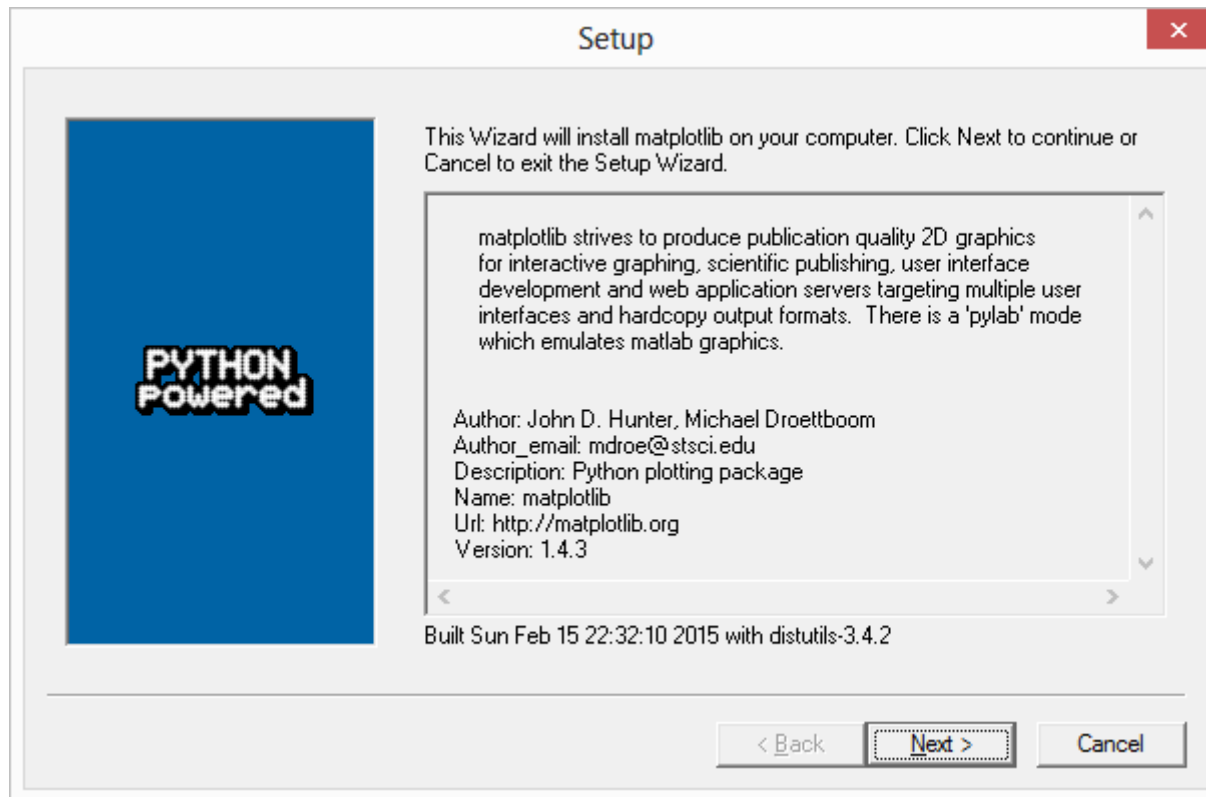 Setup
This Wizard will install matplotlib on your computer. Click Next to continue or
Cancel to exit the Setup Wizard.
matplotlib strives to produce publication quality 2D graphics
for interactive graphing, scientific publishing, user interface
development and web application servers targeting multiple user
interfaces and hardcopy output formats.  There is a 'pylab' mode
which emulates matlab graphics.
PYTHON
powered
Author: John D. Hunter, Michael Droettboom
Author_email: mdroe@stsci.edu
Description: Python plotting package
Name: matplotlib
Url: http://matplotlib.org
Version: 1.4.3
Built Sun Feb 15 22:32:10 2015 with distutils-3.4.2
< Back Next > Cancel